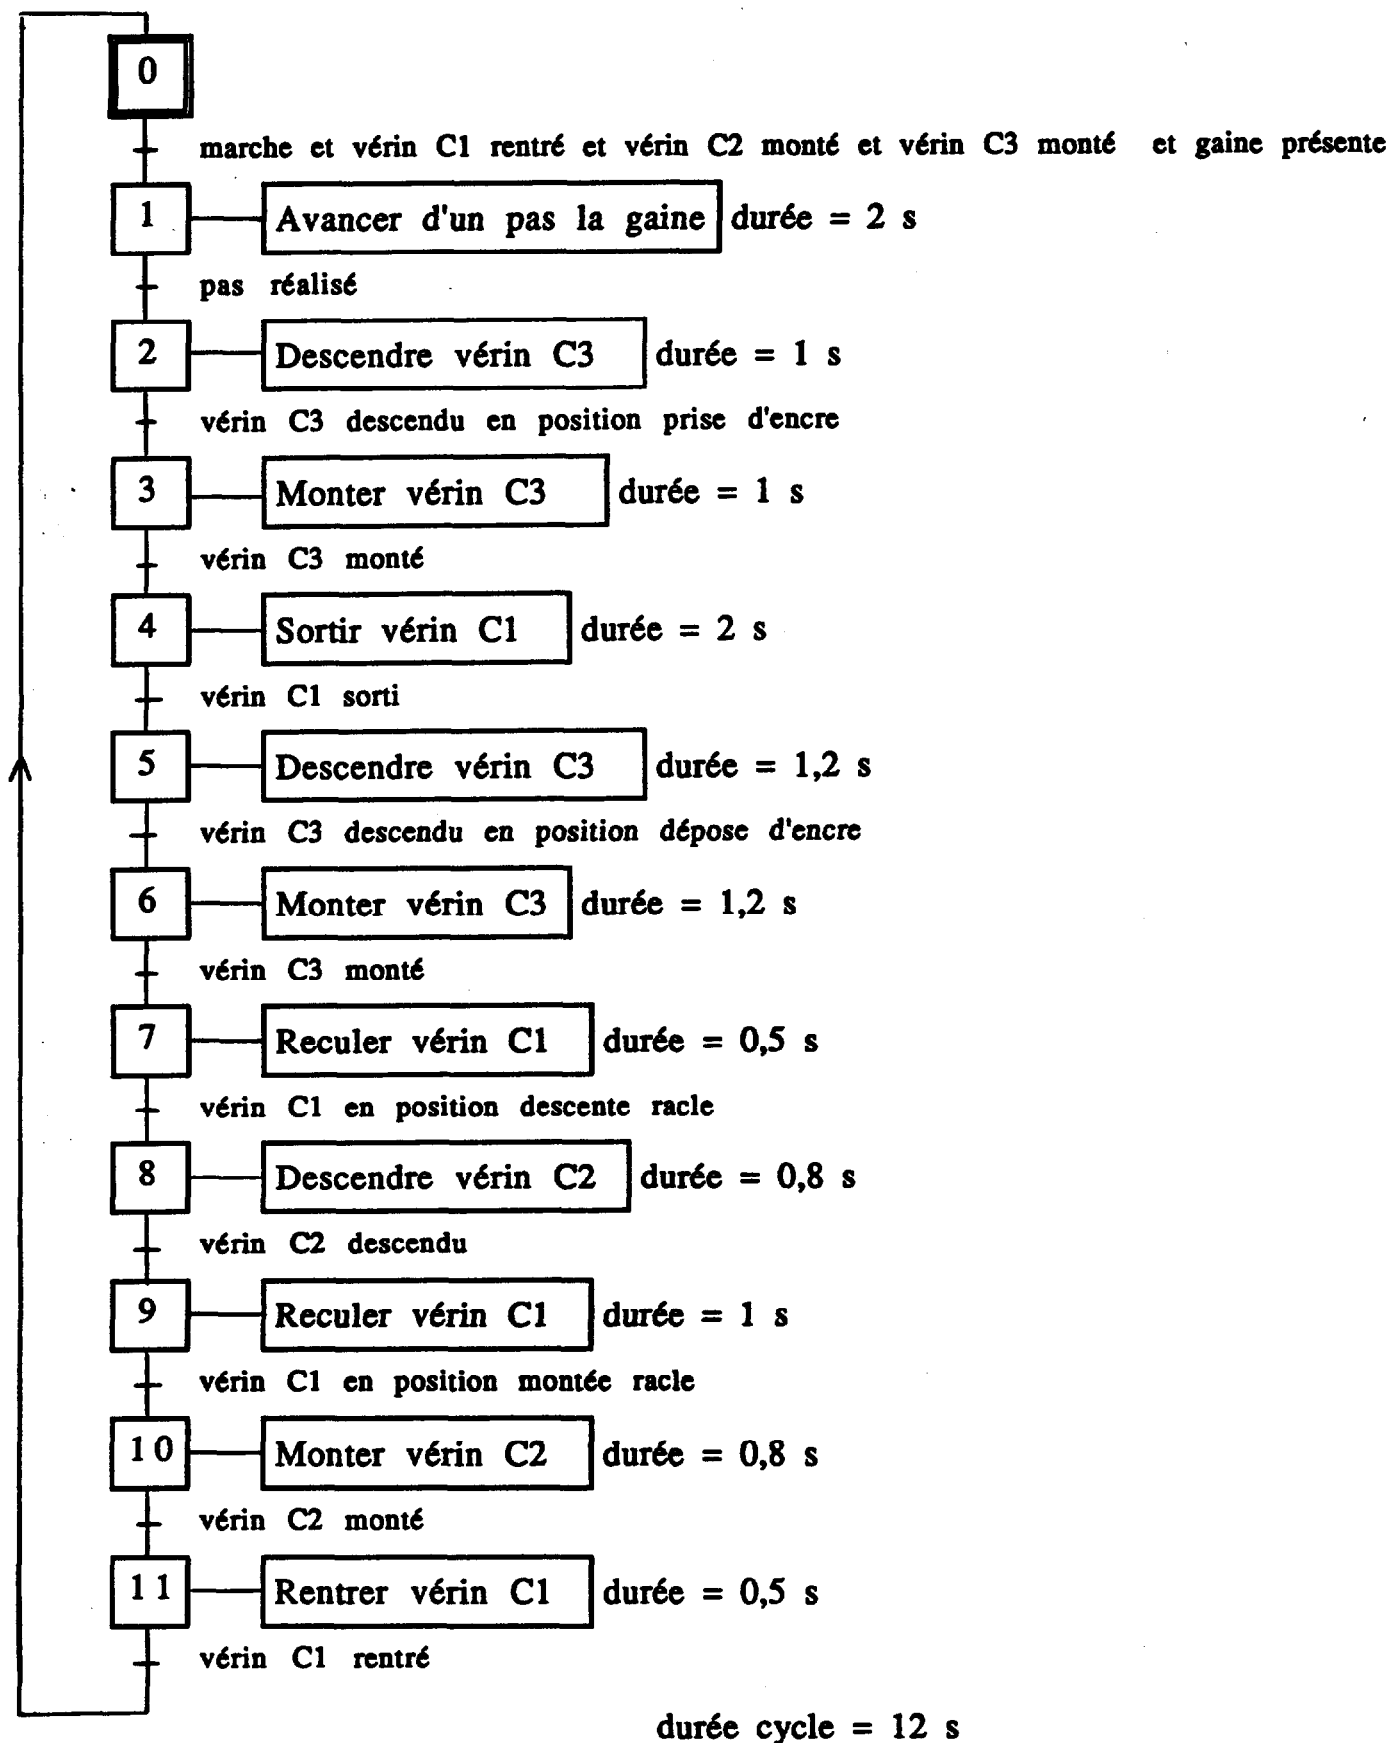 0
marche et vérin C1 rentré et vérin C2 monté et vérin C3 monté et gaine présente
1 Avancer d'un pas la gaine durée = 2 s
pas réalisé
2 Descendre vérin C3 durée = 1 s
vérin C3 descendu en position prise d'encre
3 Monter vérin C3 durée = 1 s
vérin C3 monté
4 Sortir vérin C1 durée = 2 s
vérin C1 sorti
5 Descendre vérin C3 durée = 1,2 s
vérin C3 descendu en position dépose d'encre
6 Monter vérin C3 durée = 1,2 s
vérin C3 monté
7 Reculer vérin C1 durée = 0,5 s
vérin C1 en position descente racle
8 Descendre vérin C2 durée = 0,8 s
vérin C2 descendu
9 Reculer vérin C1 durée = 1 s
vérin C1 en position montée racle
10 Monter vérin C2 durée = 0,8 s
vérin C2 monté
11 Rentrer vérin C1 durée = 0,5 s
vérin C1 rentré
durée cycle = 12 s